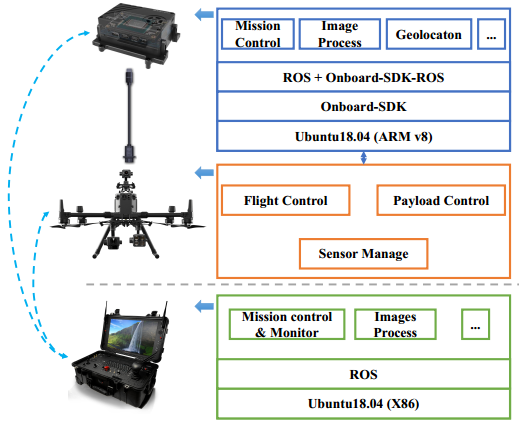 Mission
Control
Image
Process
Geolocaton
...
ROS + Onboard-SDK-ROS
Onboard-SDK
Ubuntu18.04 (ARM v8)
Flight Control
Payload Control
Sensor Manage
Mission control
& Monitor
Images
Process
...
ROS
Ubuntu18.04 (X86)